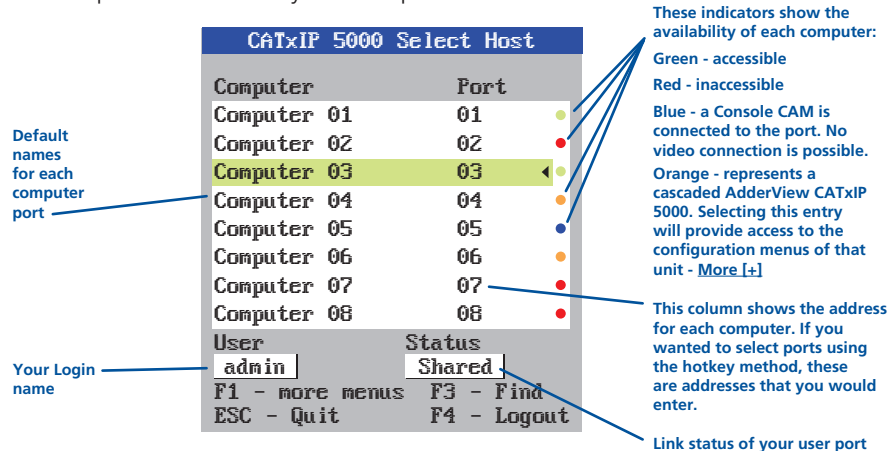 CATxIP 5000 Select Host
Computer Port
Computer 01 01
Computer 02 02
Computer 03 03
Computer 04 04
Computer 05 05
Computer 06 06
Computer 07 07
Computer 08 08
User Status
admin Shared
F1 - more menus F3 - Find
ESC - Quit F4 - Logout
Default
names
for each
computer
port
Your Login
name
These indicators show the
availability of each computer:
Green - accessible
Red - inaccessible
Blue - a Console CAM is
connected to the port. No
video connection is possible.
Orange - represents a
cascaded AdderView CATxIP
5000. Selecting this entry
will provide access to the
configuration menus of that
unit - More [+]
This column shows the address
for each computer. If you
wanted to select ports using
the hotkey method, these
are addresses that you would
enter.
Link status of your user port